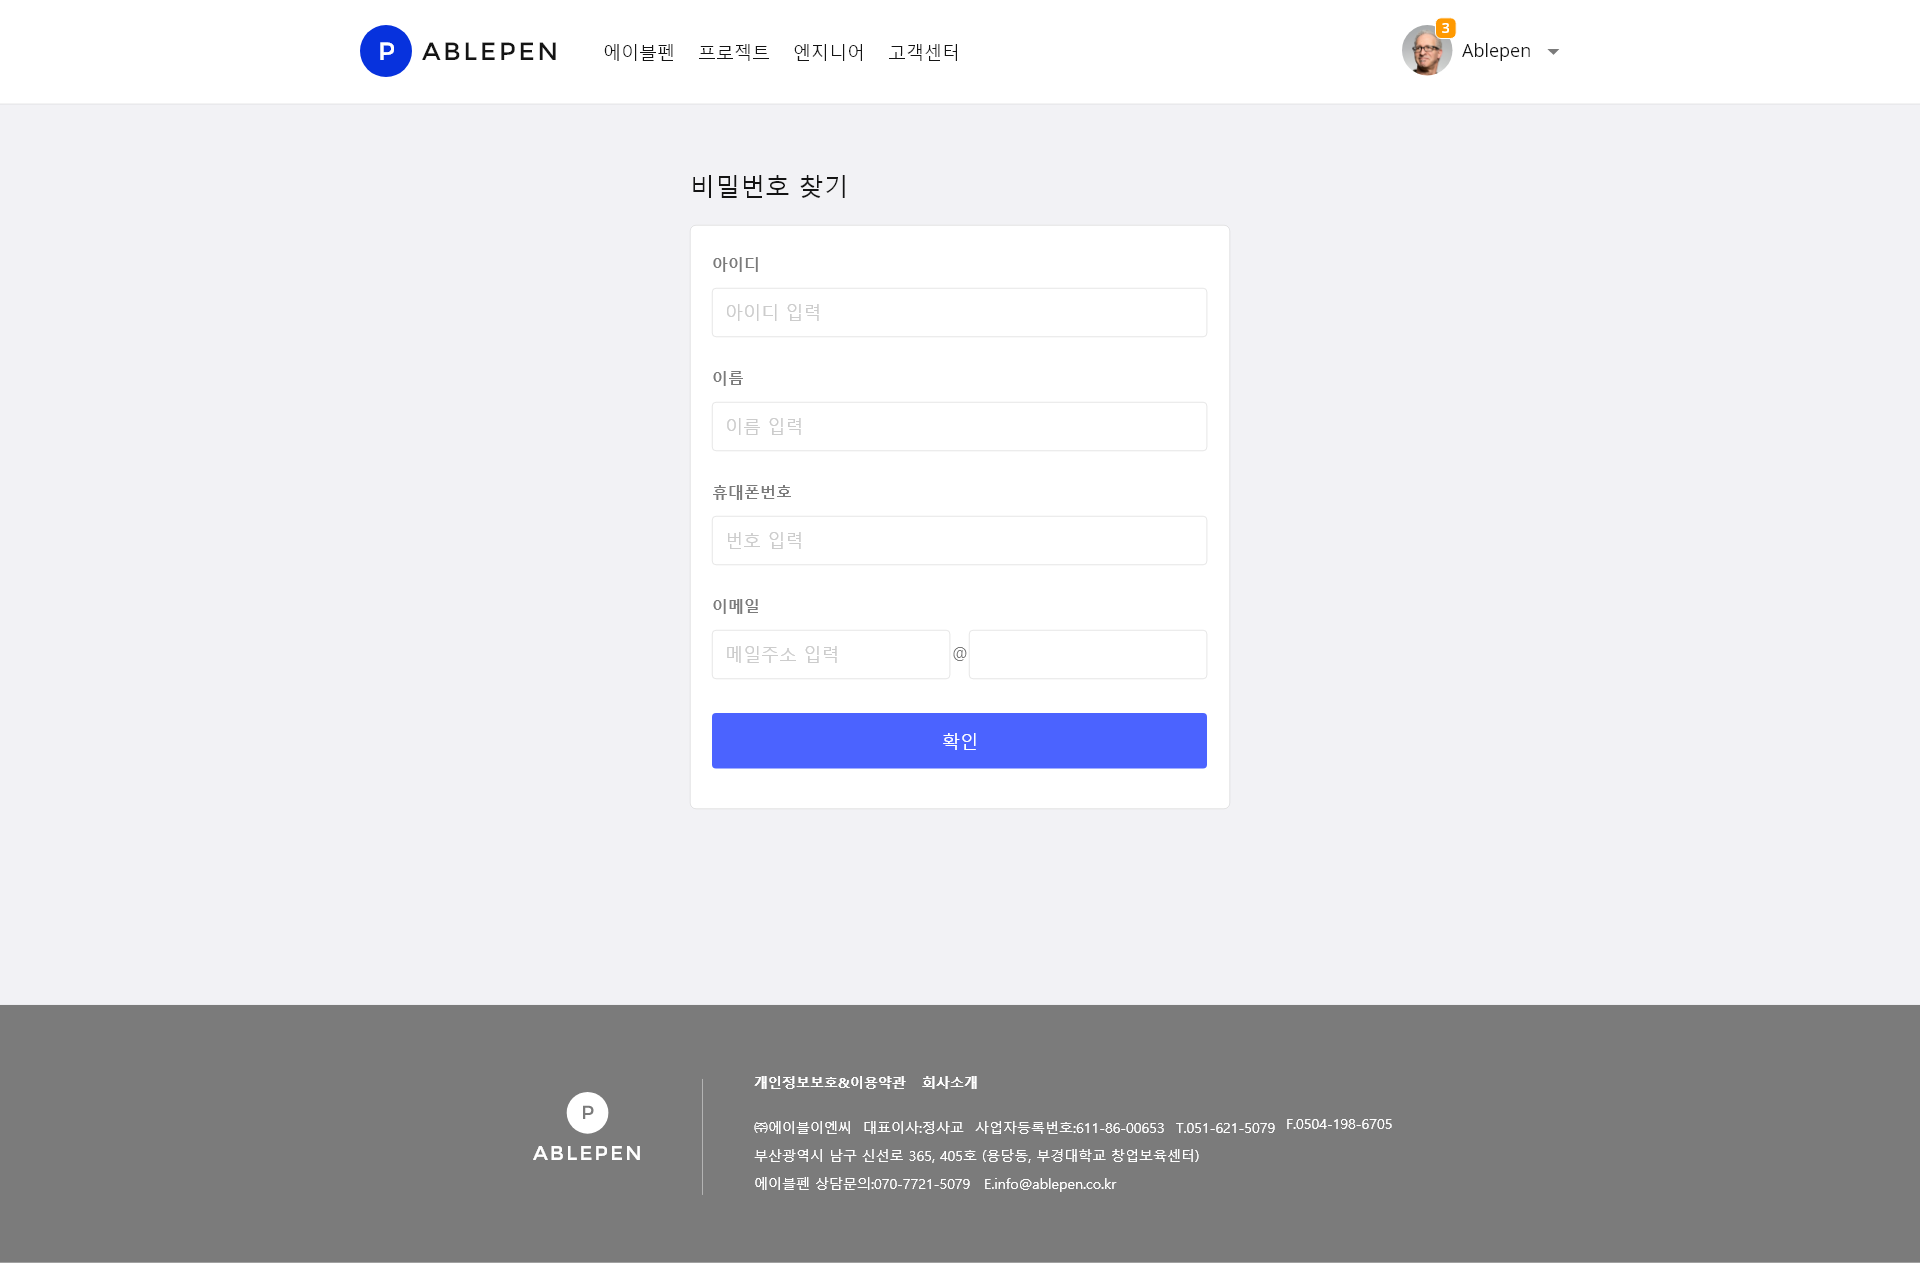 P ABLEPEN 에이블펜 프로젝트 엔지니어 고객센터 3 Ablepen
비밀번호 찾기
아이디
아이디 입력
이름
이름 입력
휴대폰번호
번호 입력
이메일
메일주소 입력 @
확인
P
ABLEPEN
개인정보보호&이용약관 회사소개
㈜에이블이엔씨 대표이사:정사교 사업자등록번호:611-86-00653 T.051-621-5079 F.0504-198-6705
부산광역시 남구 신선로 365, 405호 (용당동, 부경대학교 창업보육센터)
에이블펜 상담문의:070-7721-5079 E.info@ablepen.co.kr